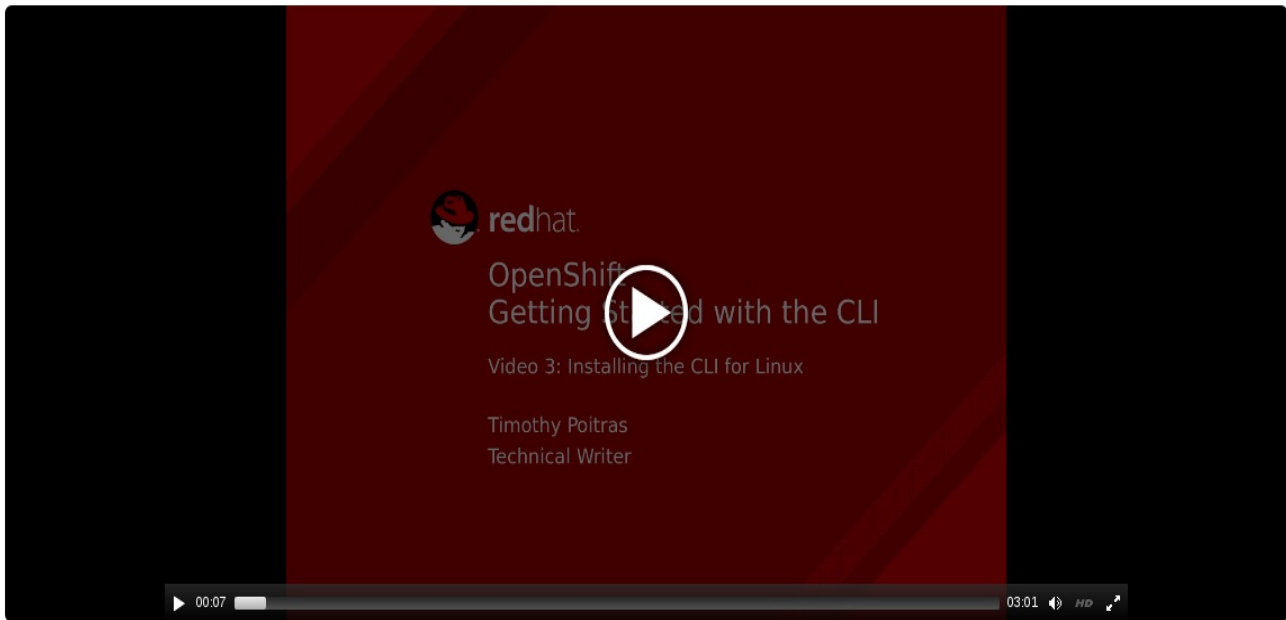 redhat.
OpenShift
Getting Started with the CLI
Video 3: Installing the CLI for Linux
Timothy Poitras
Technical Writer
00:07
03:01
HD